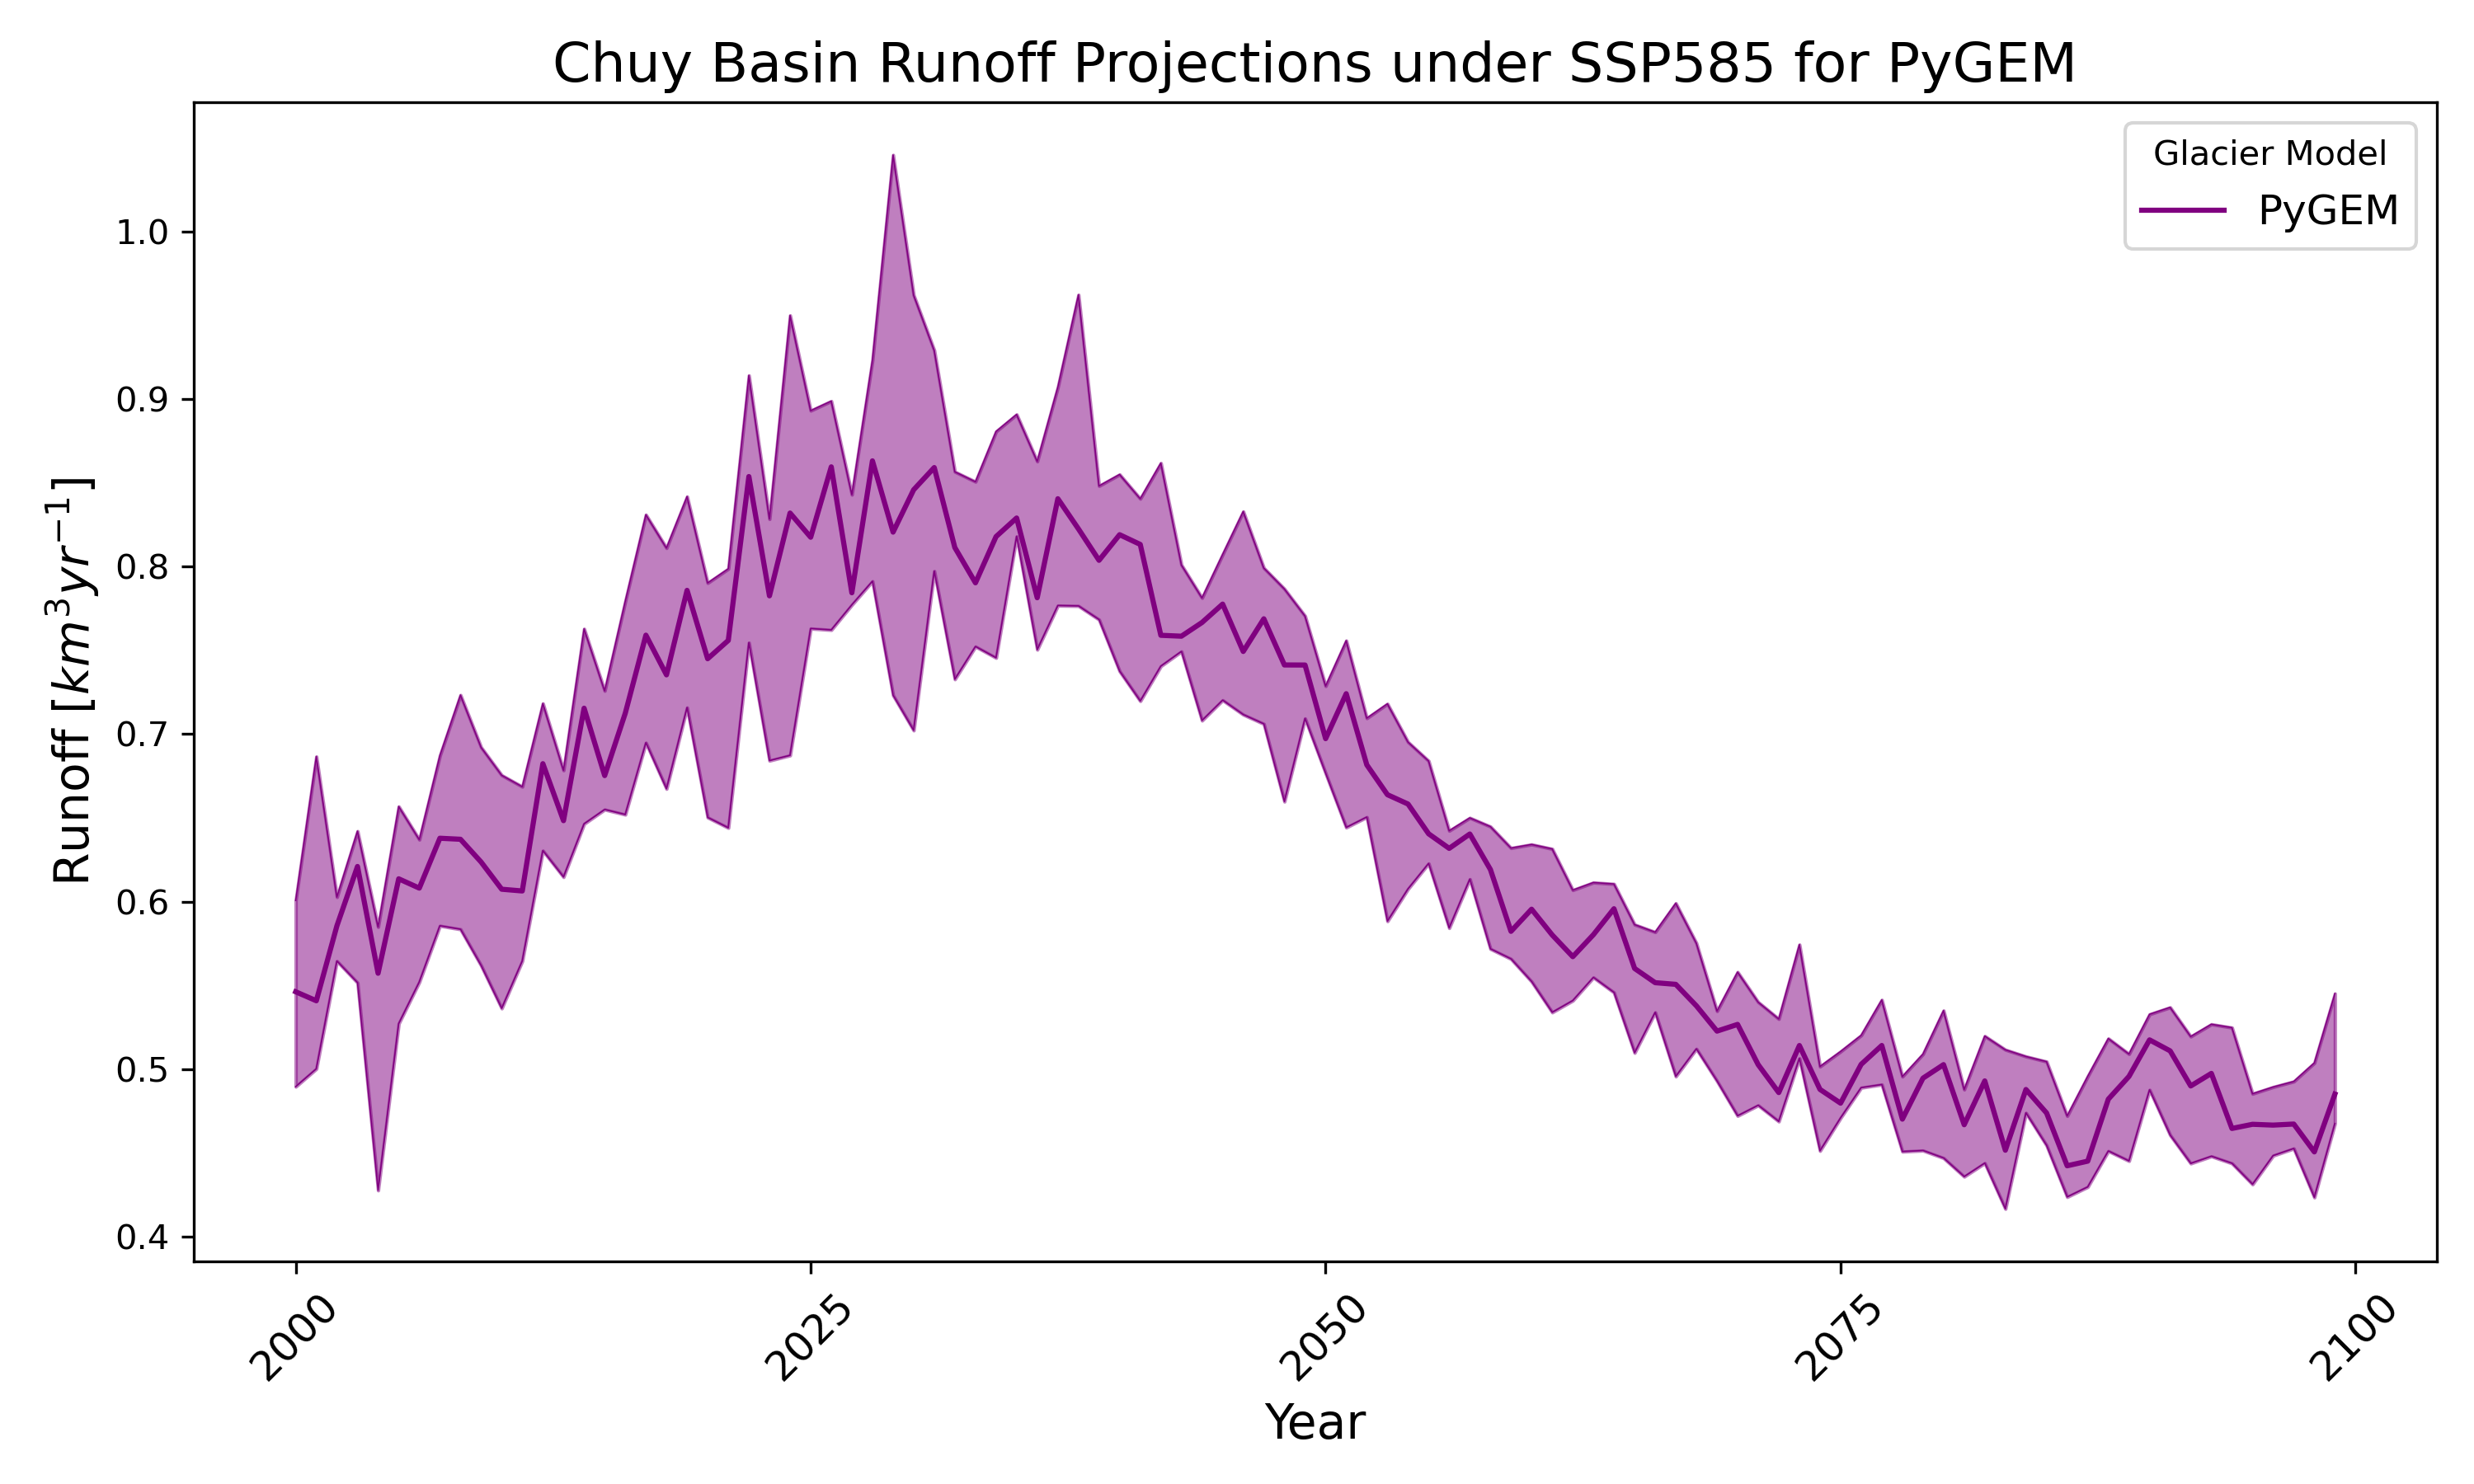 Chuy Basin Runoff Projections under SSP585 for PyGEM
Glacier Model
PyGEM
Runoff [km³yr⁻¹]
1.0
0.9
0.8
0.7
0.6
0.5
0.4
2000
2025
2050
2075
2100
Year